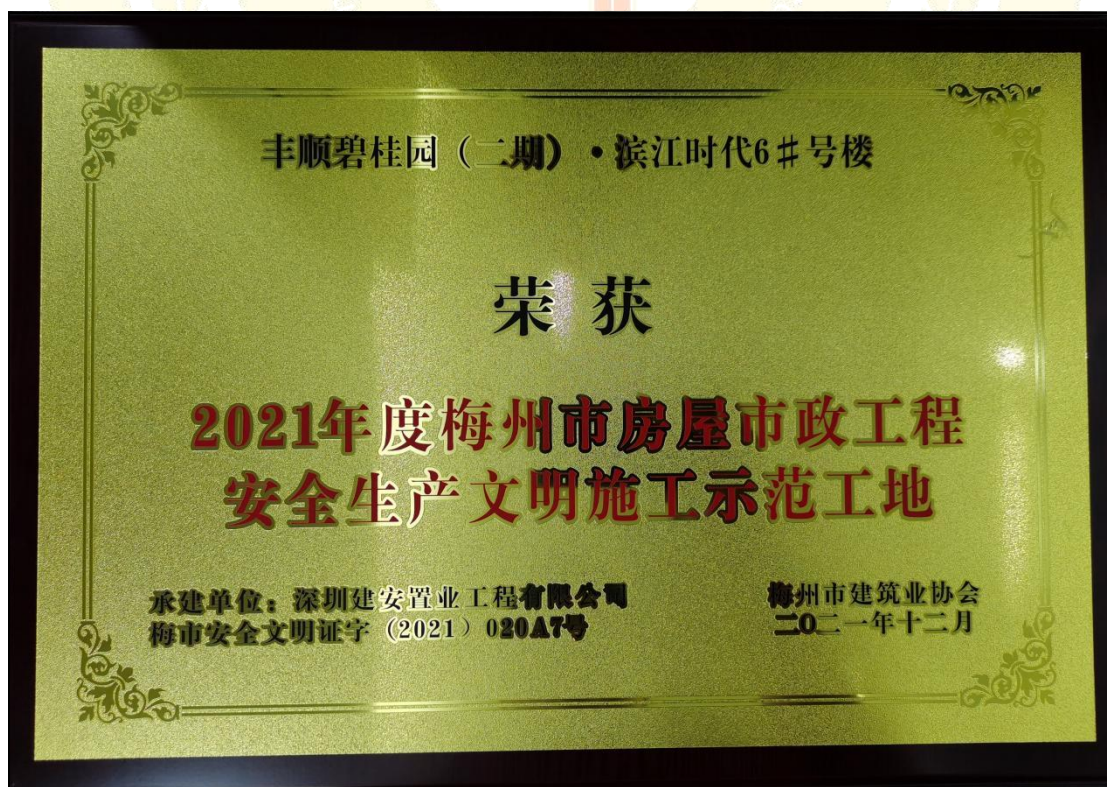 丰顺碧桂园（二期）·滨江时代6#号楼
荣 获
2021年度梅州市房屋市政工程
安全生产文明施工示范工地
承建单位：深圳建安置业工程有限公司
梅市安全文明证字（2021）020A7号
梅州市建筑业协会
二O二一年十二月